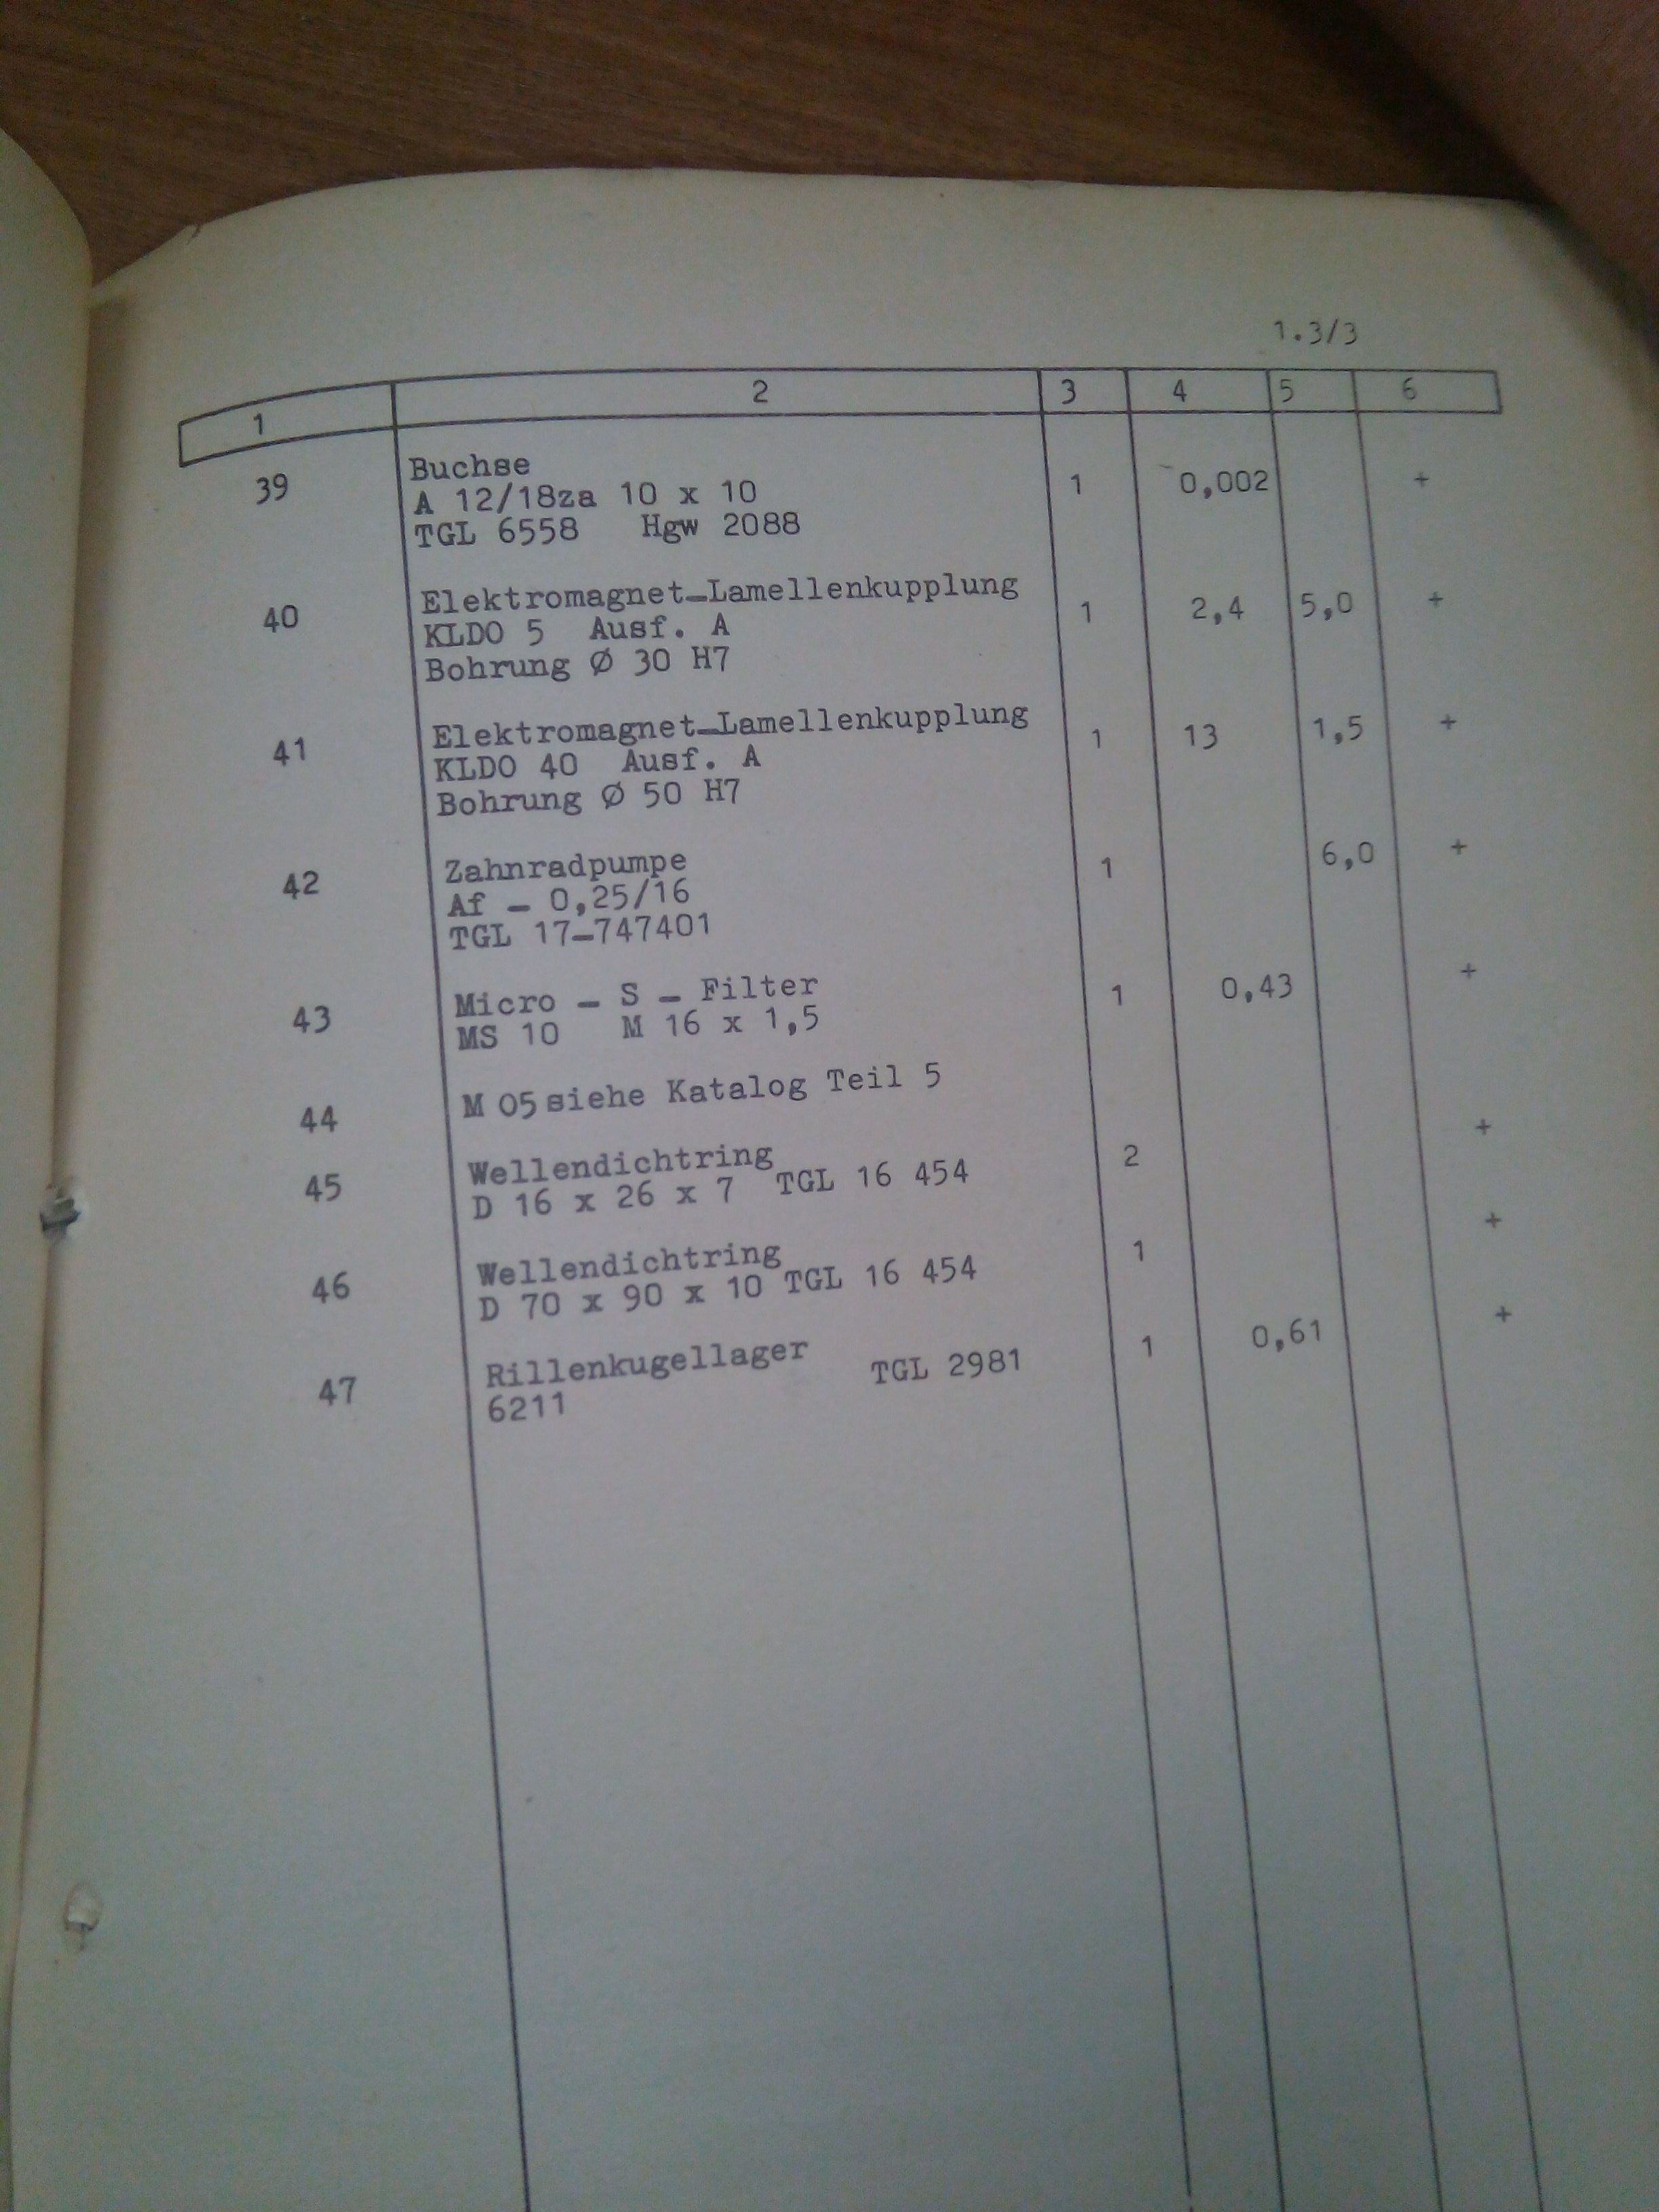 1.3/3
1 2 3 4 5 6
39 Buchse
A 12/18za 10 x 10 1 0,002 +
TGL 6558 Hgw 2088
40 Elektromagnet-Lamellenkupplung
KLDO 5 Ausf. A 1 2,4 5,0 +
Bohrung Ø 30 H7
41 Elektromagnet-Lamellenkupplung
KLDO 40 Ausf. A 1 13 1,5 +
Bohrung Ø 50 H7
42 Zahnradpumpe
Af - 0,25/16 1 6,0 +
TGL 17-747401
43 Micro - S - Filter 1 0,43 +
MS 10 M 16 x 1,5
44 M 05 siehe Katalog Teil 5
45 Wellendichtring 2 +
D 16 x 26 x 7 TGL 16 454
46 Wellendichtring 1 +
D 70 x 90 x 10 TGL 16 454
47 Rillenkugellager 1 0,61 +
6211 TGL 2981